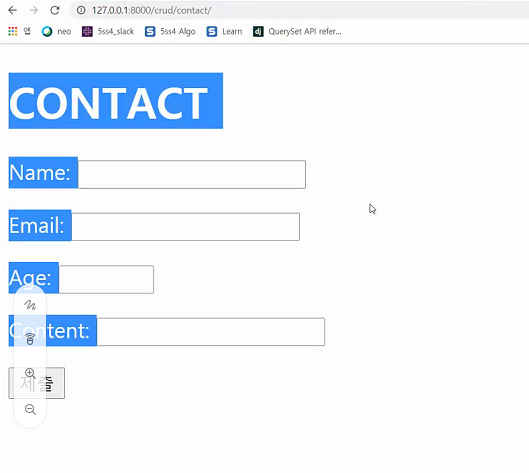 127.0.0.1:8000/crud/contact/
앱 neo 5ss4_slack 5ss4 Algo Learn QuerySet API refer...
CONTACT
Name:
Email:
Age:
Content:
제출